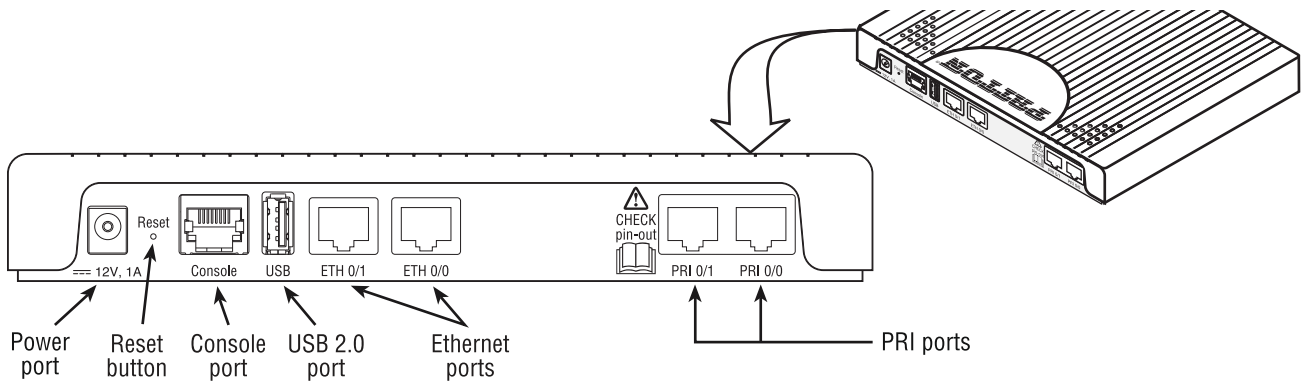 PATTON
Reset
CHECK
pin-out
⎓ 12V, 1A
Console
USB
ETH 0/1
ETH 0/0
PRI 0/1
PRI 0/0
Power
port
Reset
button
Console
port
USB 2.0
port
Ethernet
ports
PRI ports